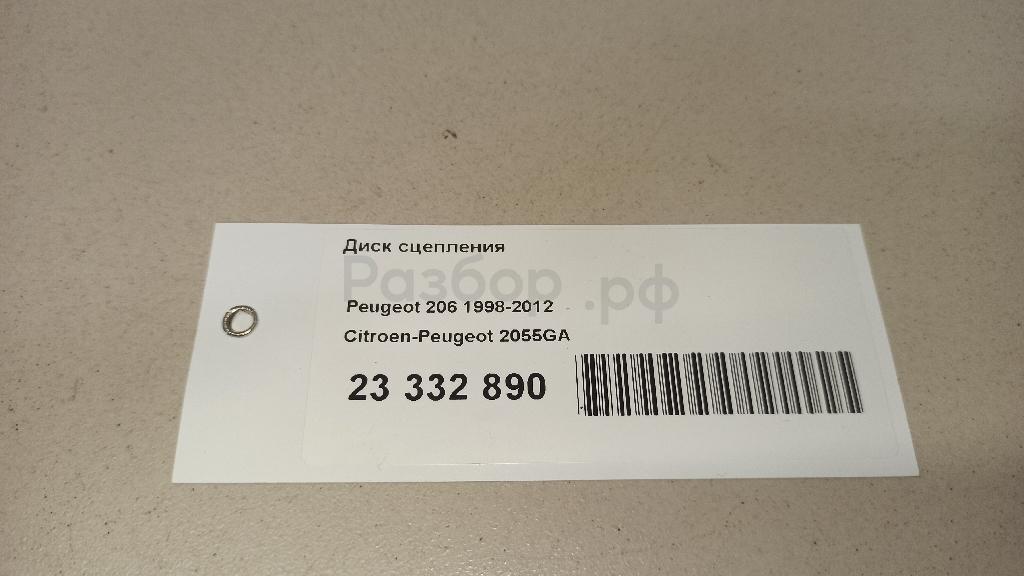 Диск сцепления
Разбор.рф
Peugeot 206 1998-2012
Citroen-Peugeot 2055GA
23 332 890